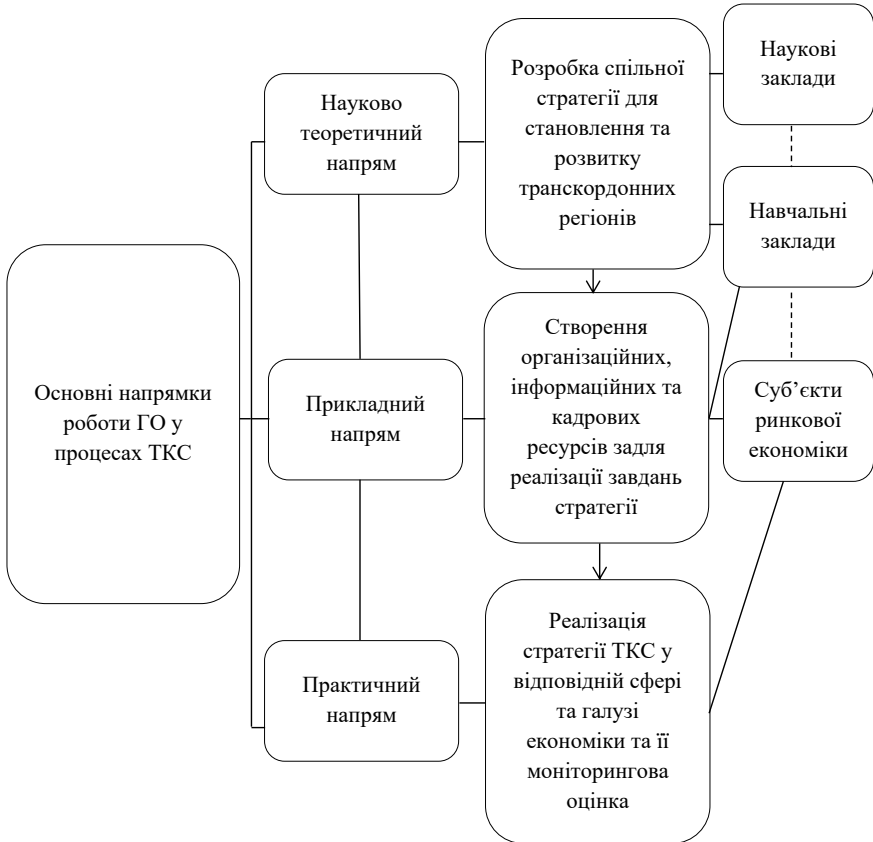 Основні напрямки
роботи ГО у
процесах ТКС
Науково
теоретичний
напрям
Прикладний
напрям
Практичний
напрям
Розробка спільної
стратегії для
становлення та
розвитку
транскордонних
регіонів
Створення
організаційних,
інформаційних та
кадрових
ресурсів задля
реалізації завдань
стратегії
Реалізація
стратегії ТКС у
відповідній сфері
та галузі
економіки та її
моніторингова
оцінка
Наукові
заклади
Навчальні
заклади
Суб’єкти
ринкової
економіки